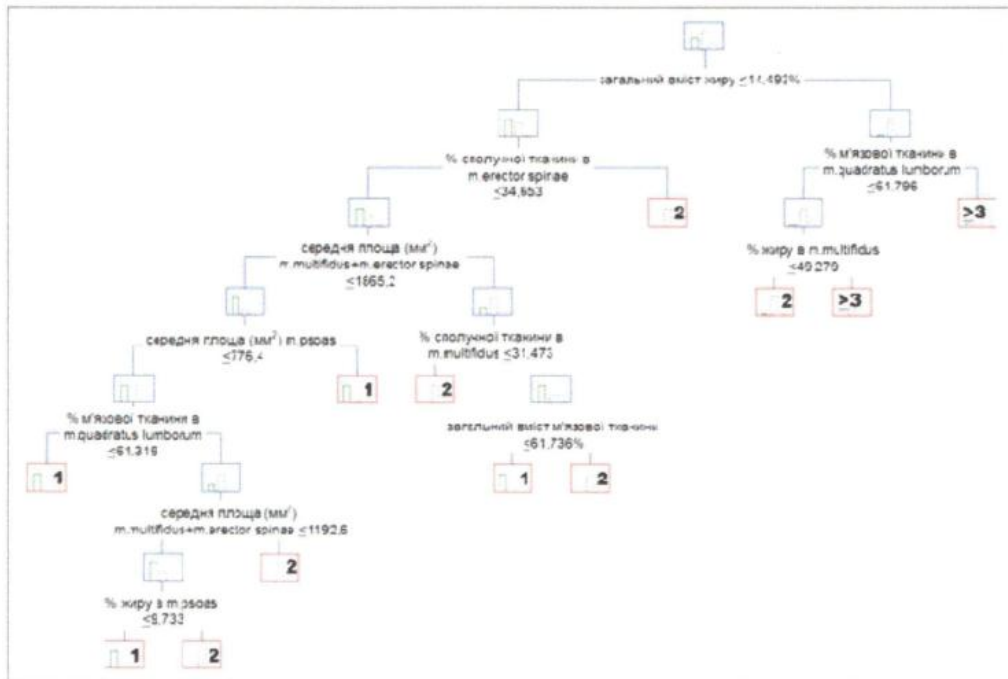 загальний вміст жиру ≤14,492%
% сполучної тканини в
m.erector spinae
≤34,653
% м'язової тканини в
m.quadratus lumborum
≤61,796
2
≥3
середня площа (мм²)
m.multifidus+m.erector spinae
≤1865,2
% жиру в m.multifidus
≤49,279
2
≥3
середня площа (мм²) m.psoas
≤776,4
% сполучної тканини в
m.multifidus ≤31,473
1
2
% м'язової тканини в
m.quadratus lumborum
≤61,316
загальний вміст м'язової тканини
≤61,736%
1
1
2
середня площа (мм²)
m.multifidus+m.erector spinae ≤1192,6
2
% жиру в m.psoas
≤9,733
1
2